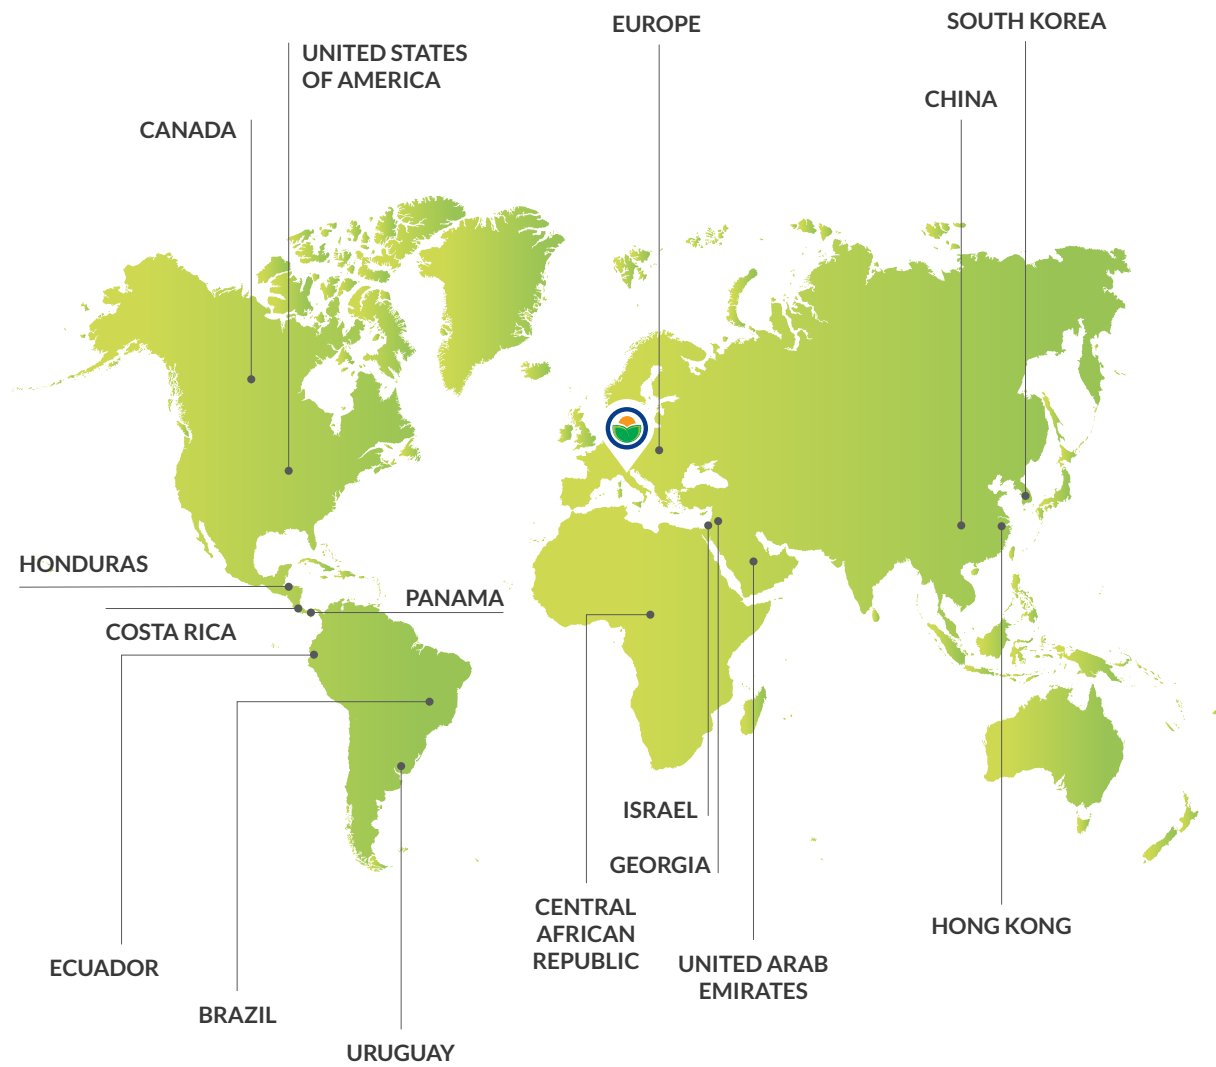 EUROPE
SOUTH KOREA
UNITED STATES
OF AMERICA
CHINA
CANADA
HONDURAS
PANAMA
COSTA RICA
ISRAEL
GEORGIA
CENTRAL
AFRICAN
REPUBLIC
HONG KONG
UNITED ARAB
EMIRATES
ECUADOR
BRAZIL
URUGUAY